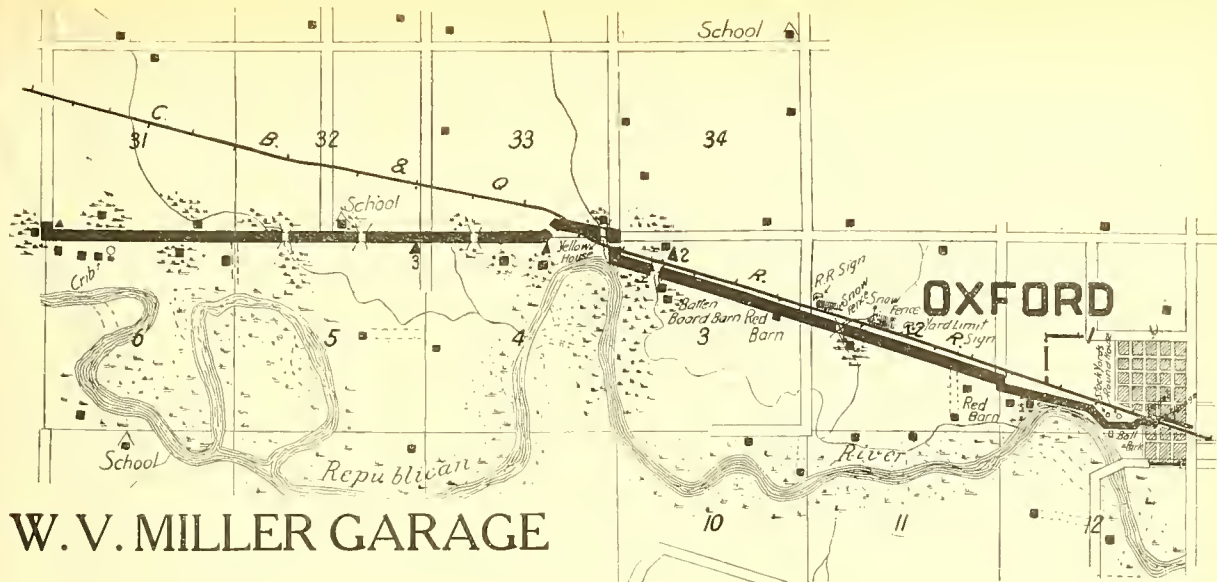 School
C. B. & Q R. R
31 32 33 34
School
Yellow House
2
3
R.R Sign
Snow Fence
Snow Fence
OXFORD
Crib
Batten Board Barn
Red Barn
Yard Limit Sign
6 5 4 3
Stock Yards
Round House
Red Barn
Ball Park
School
Republican River
10 11 12
W. V. MILLER GARAGE